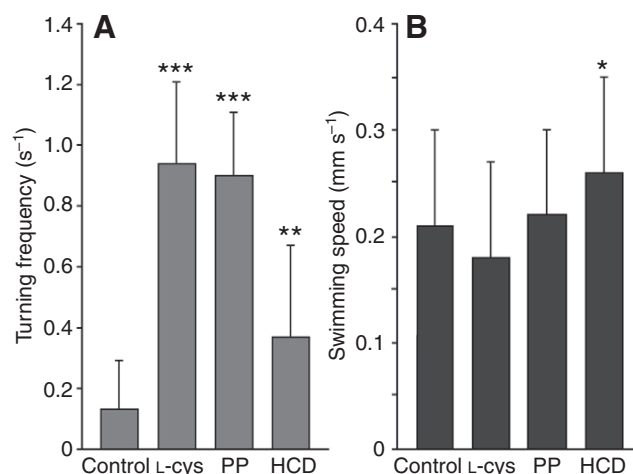 A
Turning frequency (s⁻¹)
1.4
1.2
1.0
0.8
0.6
0.4
0.2
0
***
***
**
Control L-cys PP HCD
B
Swimming speed (mm s⁻¹)
0.4
0.3
0.2
0.1
0
*
Control L-cys PP HCD